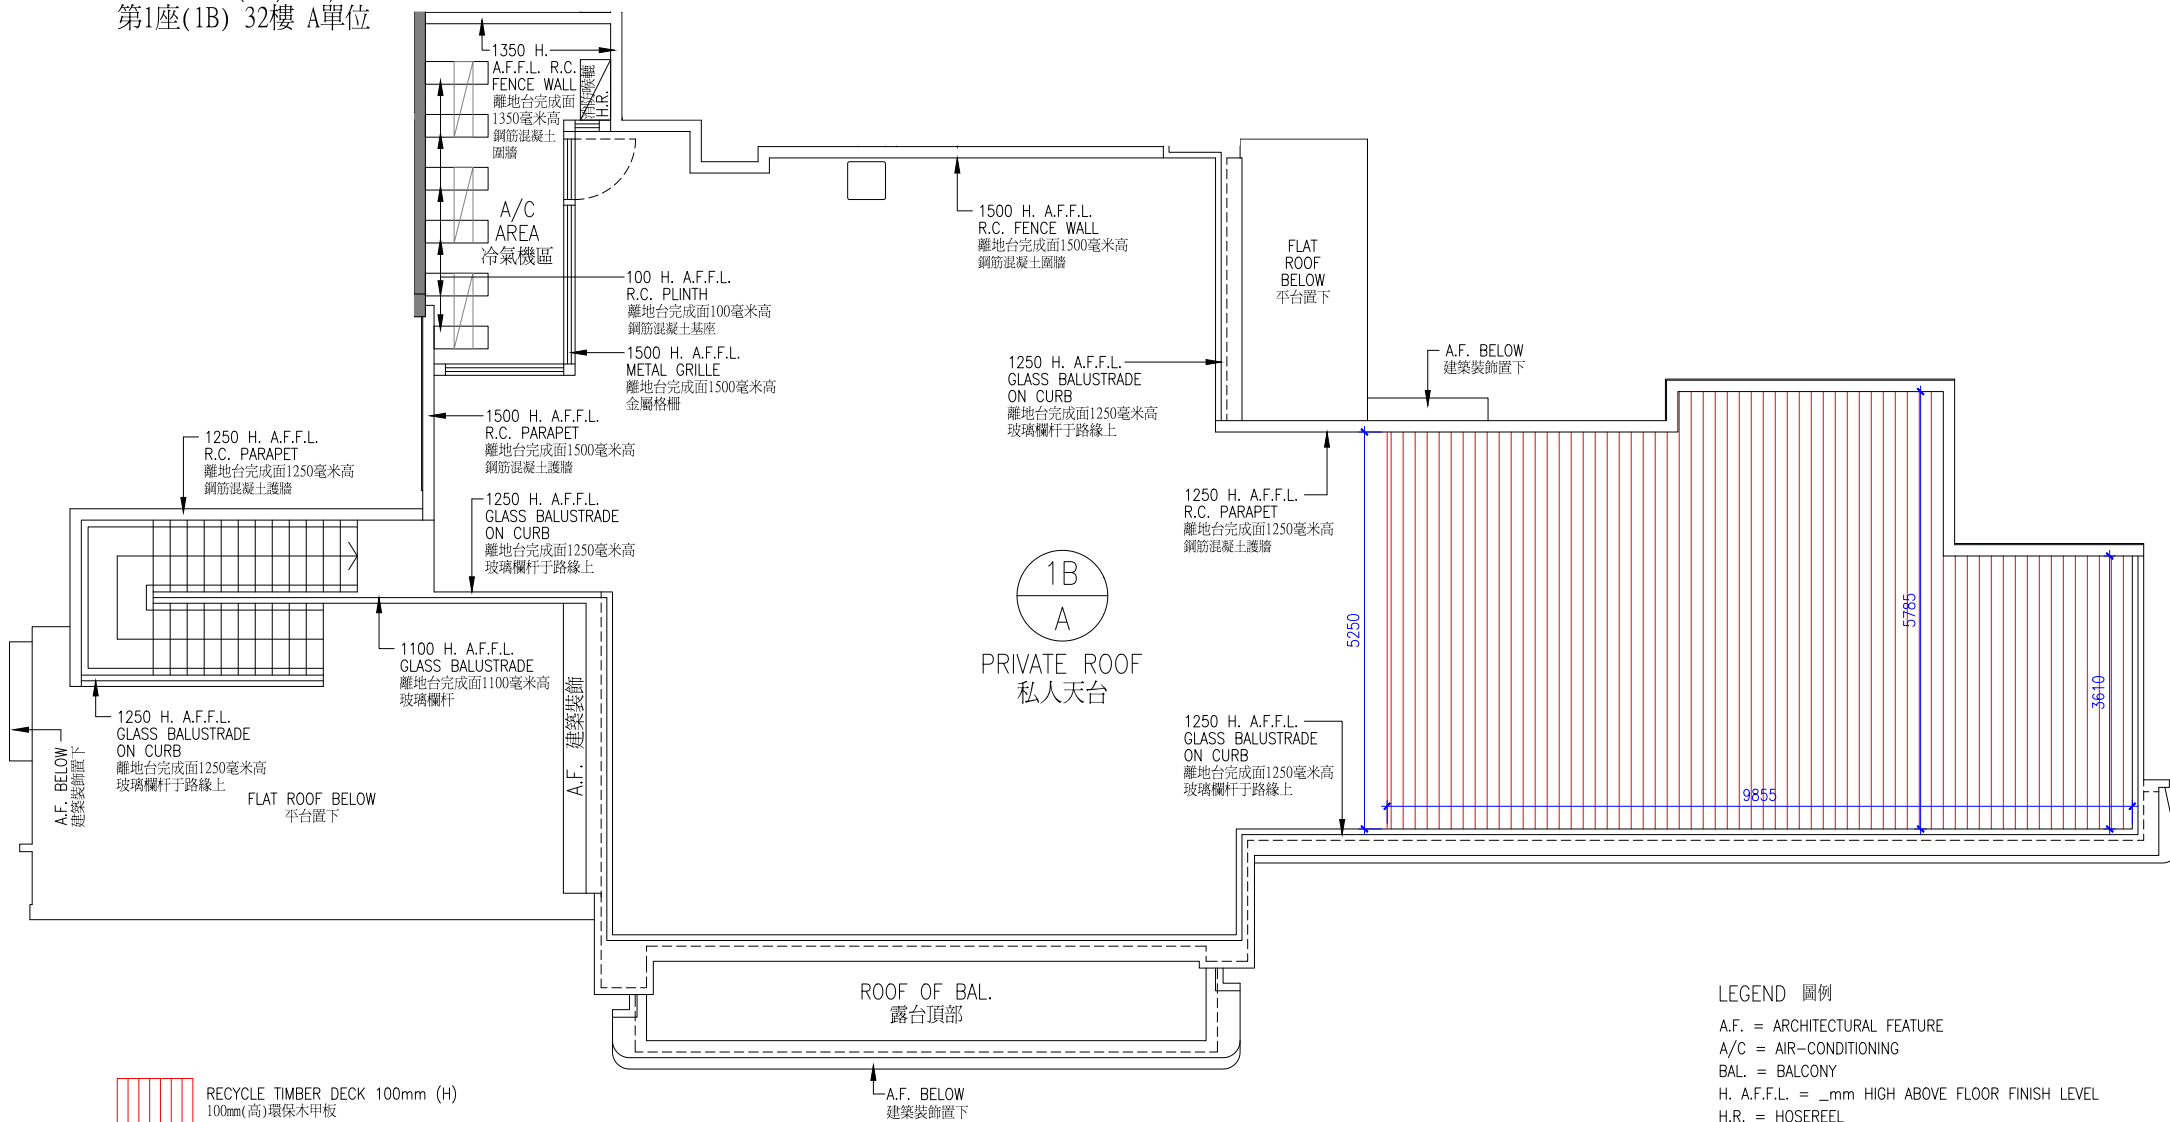 第1座(1B) 32樓 A單位
1350 H.
A.F.F.L. R.C.
FENCE WALL
離地台完成面
1350毫米高
鋼筋混凝土
圍牆
消防喉轆
H.R.
A/C
AREA
冷氣機區
100 H. A.F.F.L.
R.C. PLINTH
離地台完成面100毫米高
鋼筋混凝土基座
1500 H. A.F.F.L.
METAL GRILLE
離地台完成面1500毫米高
金屬格柵
1500 H. A.F.F.L.
R.C. FENCE WALL
離地台完成面1500毫米高
鋼筋混凝土圍牆
FLAT
ROOF
BELOW
平台置下
1250 H. A.F.F.L.
GLASS BALUSTRADE
ON CURB
離地台完成面1250毫米高
玻璃欄杆于路緣上
A.F. BELOW
建築裝飾置下
1500 H. A.F.F.L.
R.C. PARAPET
離地台完成面1500毫米高
鋼筋混凝土護牆
1250 H. A.F.F.L.
R.C. PARAPET
離地台完成面1250毫米高
鋼筋混凝土護牆
1250 H. A.F.F.L.
GLASS BALUSTRADE
ON CURB
離地台完成面1250毫米高
玻璃欄杆于路緣上
1250 H. A.F.F.L.
R.C. PARAPET
離地台完成面1250毫米高
鋼筋混凝土護牆
1B
A
PRIVATE ROOF
私人天台
5250
5785
3610
9855
1100 H. A.F.F.L.
GLASS BALUSTRADE
離地台完成面1100毫米高
玻璃欄杆
A.F. 建築裝飾
1250 H. A.F.F.L.
GLASS BALUSTRADE
ON CURB
離地台完成面1250毫米高
玻璃欄杆于路緣上
A.F. BELOW
建築裝飾置下
FLAT ROOF BELOW
平台置下
1250 H. A.F.F.L.
GLASS BALUSTRADE
ON CURB
離地台完成面1250毫米高
玻璃欄杆于路緣上
ROOF OF BAL.
露台頂部
A.F. BELOW
建築裝飾置下
RECYCLE TIMBER DECK 100mm (H)
100mm(高)環保木甲板
LEGEND 圖例
A.F. = ARCHITECTURAL FEATURE
A/C = AIR-CONDITIONING
BAL. = BALCONY
H. A.F.F.L. = _mm HIGH ABOVE FLOOR FINISH LEVEL
H.R. = HOSEREEL